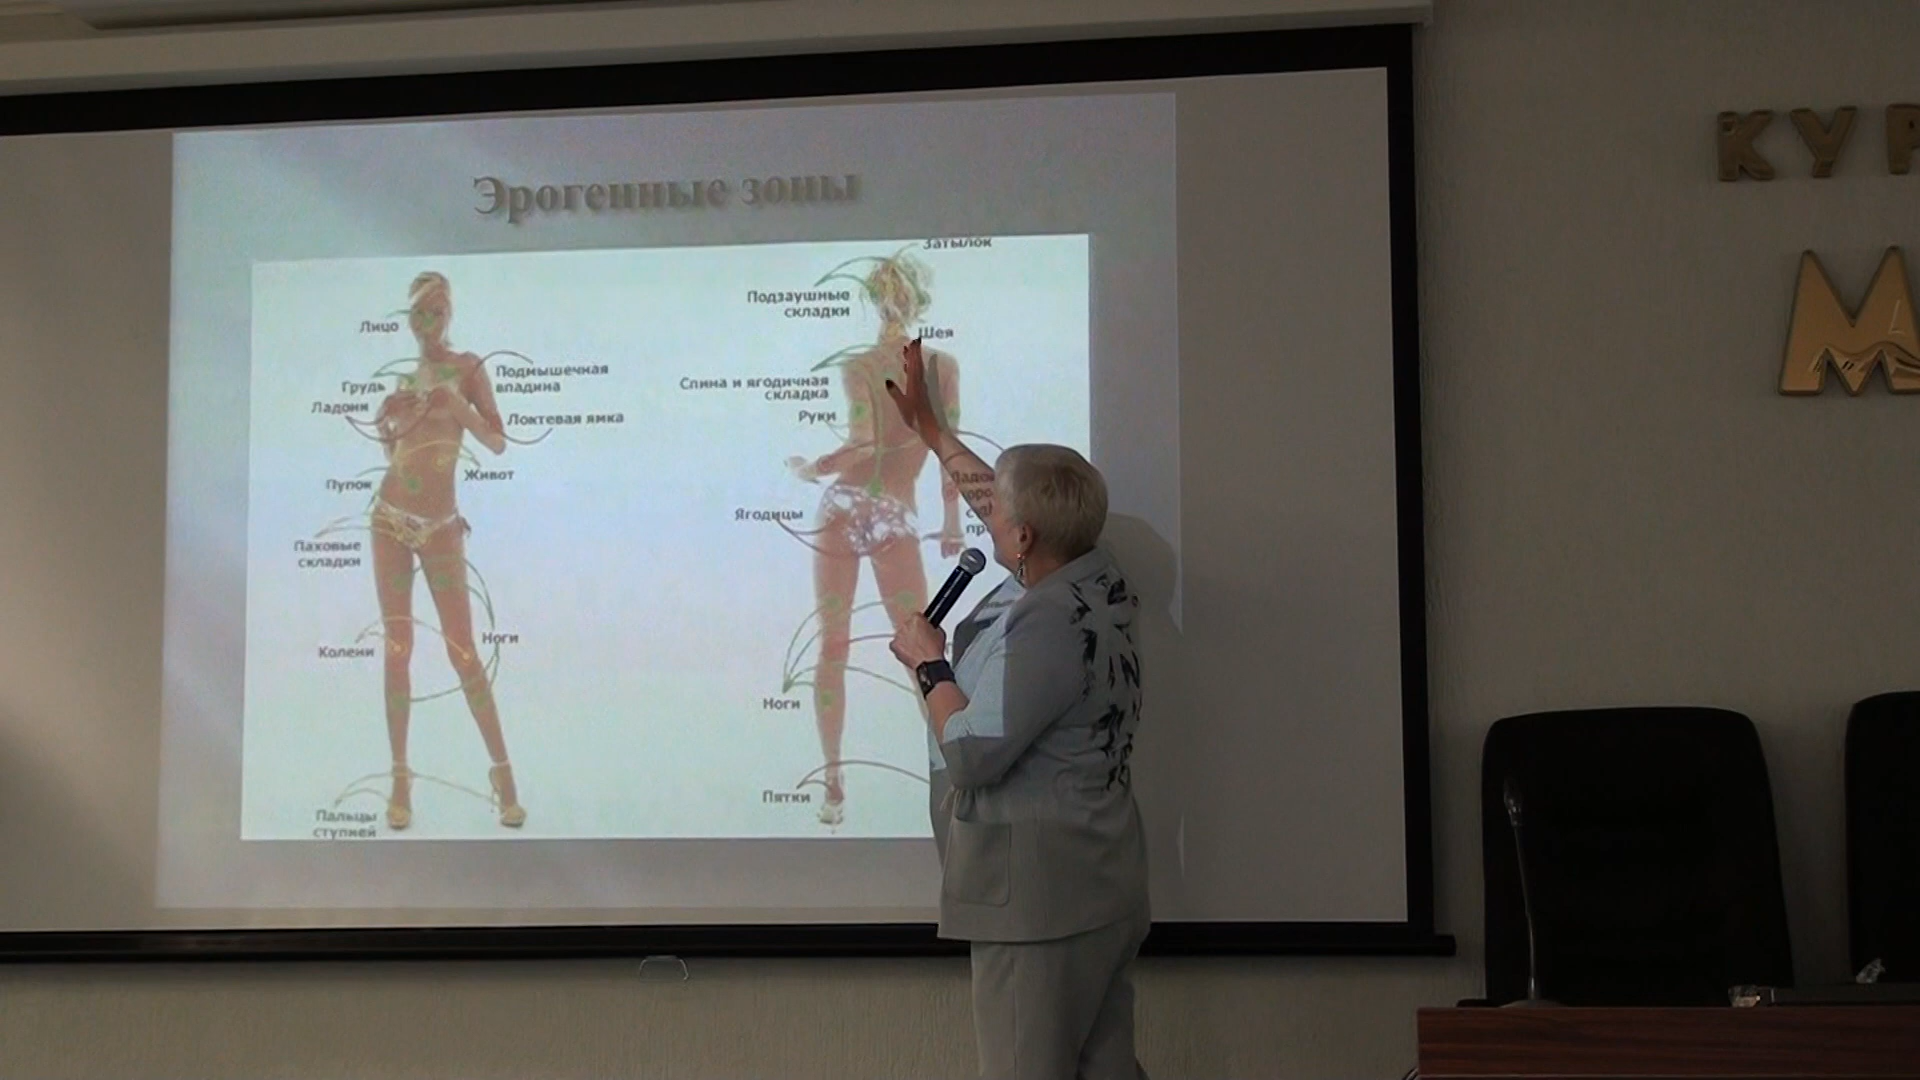 Эрогенные зоны
Затылок
Подзаушные
складки
Лицо
Шея
Подмышечная
впадина
Грудь
Спина и ягодичная
складка
Ладони
Локтевая ямка
Руки
Живот
Пупок
Ягодицы
Паховые
складки
Колени
Ноги
Ноги
Пятки
Пальцы
ступней
КУР
М